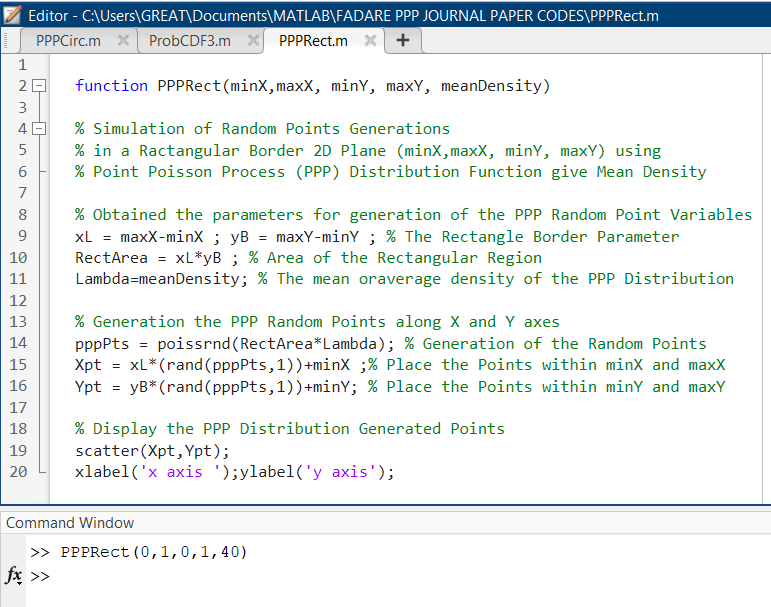 Editor - C:\Users\GREAT\Documents\MATLAB\FADARE PPP JOURNAL PAPER CODES\PPPRect.m
PPPCirc.m × ProbCDF3.m × PPPRect.m × +
1
2 function PPPRect(minX,maxX, minY, maxY, meanDensity)
3
4 % Simulation of Random Points Generations
5 % in a Ractangular Border 2D Plane (minX,maxX, minY, maxY) using
6 % Point Poisson Process (PPP) Distribution Function give Mean Density
7
8 % Obtained the parameters for generation of the PPP Random Point Variables
9 xL = maxX-minX ; yB = maxY-minY ; % The Rectangle Border Parameter
10 RectArea = xL*yB ; % Area of the Rectangular Region
11 Lambda=meanDensity; % The mean oraverage density of the PPP Distribution
12
13 % Generation the PPP Random Points along X and Y axes
14 pppPts = poissrnd(RectArea*Lambda); % Generation of the Random Points
15 Xpt = xL*(rand(pppPts,1))+minX ;% Place the Points within minX and maxX
16 Ypt = yB*(rand(pppPts,1))+minY; % Place the Points within minY and maxY
17
18 % Display the PPP Distribution Generated Points
19 scatter(Xpt,Ypt);
20 xlabel('x axis ');ylabel('y axis');
Command Window
>> PPPRect(0,1,0,1,40)
fx >>